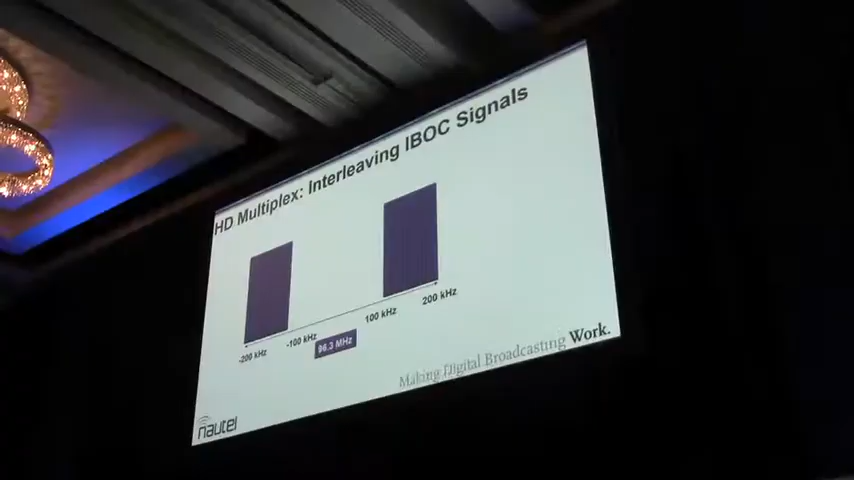 HD Multiplex: Interleaving IBOC Signals
-200 kHz
-100 kHz
96.3 MHz
100 kHz
200 kHz
Making Digital Broadcasting Work.
nautel